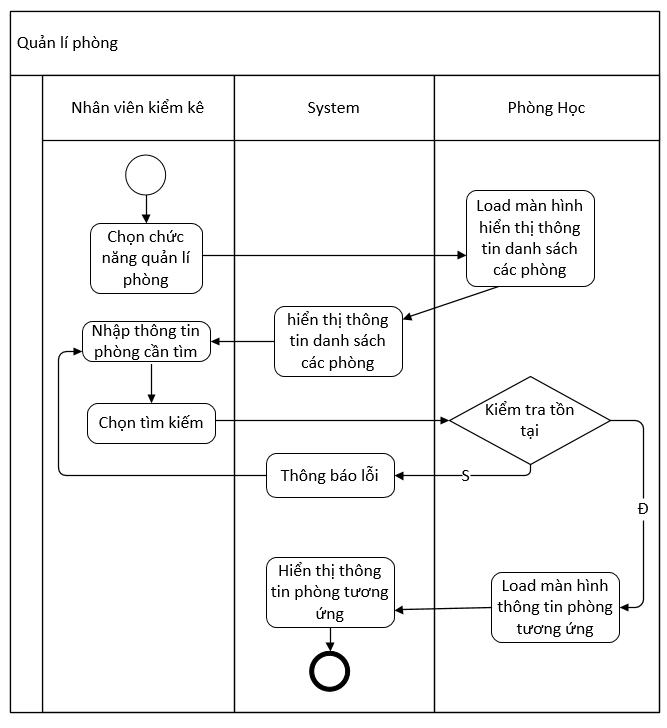 Quản lí phòng
Nhân viên kiểm kê
System
Phòng Học
Chọn chức
năng quản lí
phòng
Load màn hình
hiển thị thông
tin danh sách
các phòng
hiển thị thông
tin danh sách
các phòng
Nhập thông tin
phòng cần tìm
Chọn tìm kiếm
Kiểm tra tồn
tại
S
Thông báo lỗi
Đ
Load màn hình
thông tin phòng
tương ứng
Hiển thị thông
tin phòng tương
ứng